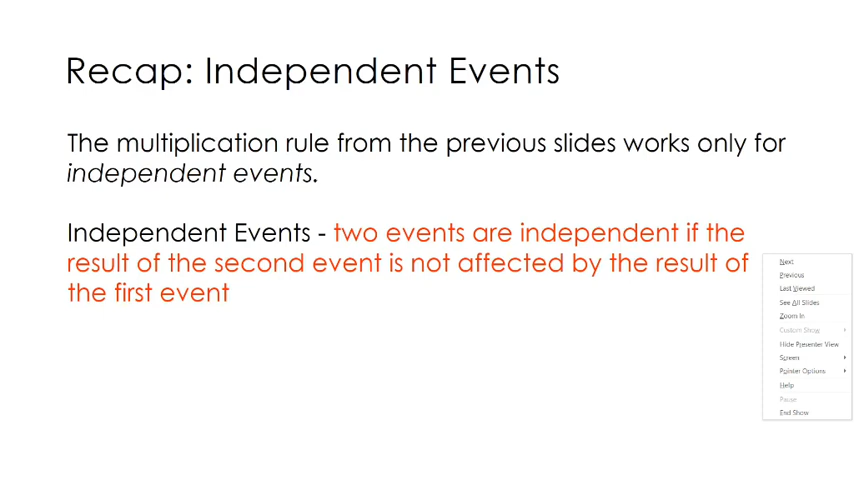 Recap: Independent Events
The multiplication rule from the previous slides works only for
independent events.
Independent Events - two events are independent if the
result of the second event is not affected by the result of
the first event
Next
Previous
Last Viewed
See All Slides
Zoom In
Custom Show
Hide Presenter View
Screen
Pointer Options
Help
Pause
End Show